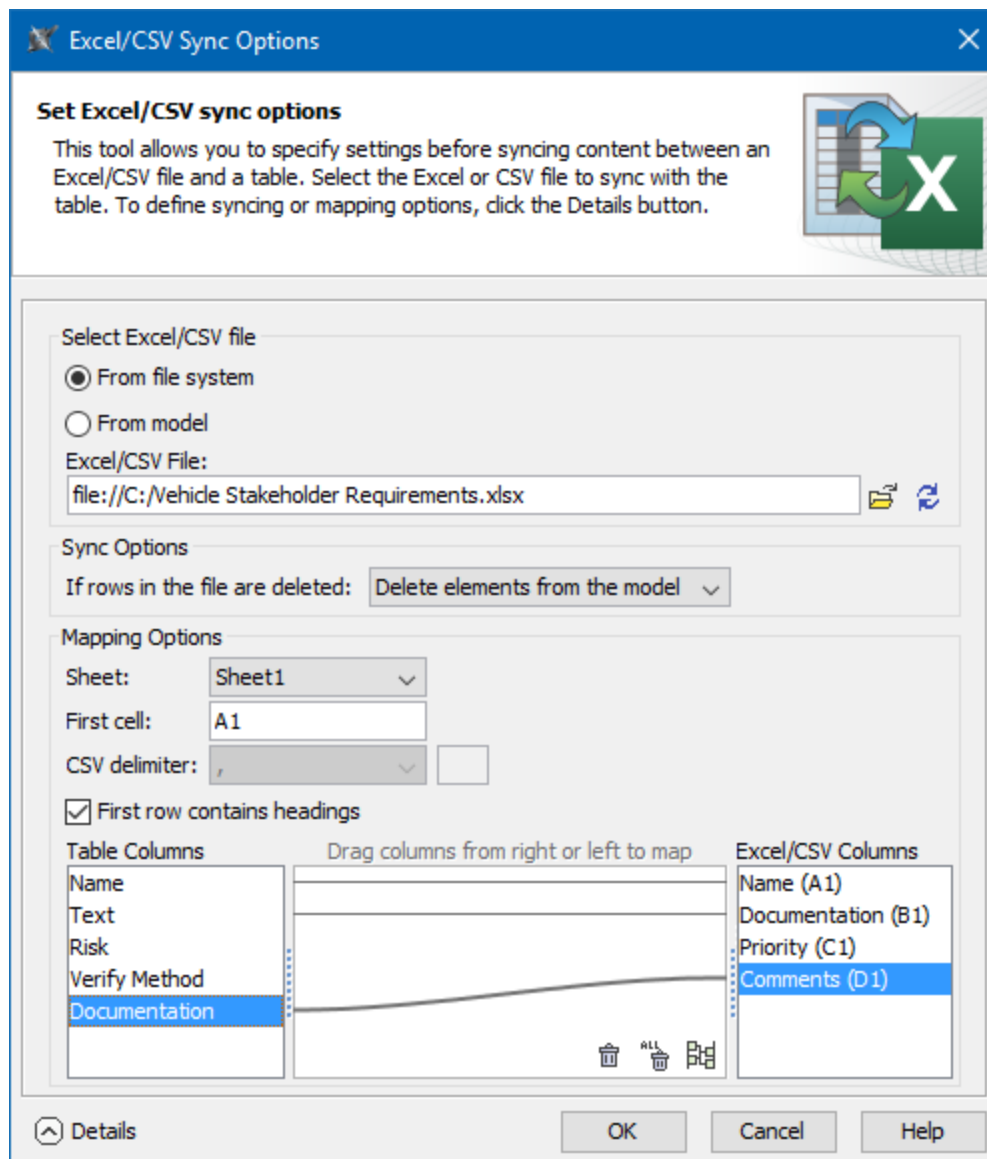 Excel/CSV Sync Options
Set Excel/CSV sync options
This tool allows you to specify settings before syncing content between an
Excel/CSV file and a table. Select the Excel or CSV file to sync with the
table. To define syncing or mapping options, click the Details button.
X
Select Excel/CSV file
From file system
From model
Excel/CSV File:
file://C:/Vehicle Stakeholder Requirements.xlsx
Sync Options
If rows in the file are deleted: Delete elements from the model
Mapping Options
Sheet: Sheet1
First cell: A1
CSV delimiter: ,
First row contains headings
Table Columns Drag columns from right or left to map Excel/CSV Columns
Name Name (A1)
Text Documentation (B1)
Risk Priority (C1)
Verify Method Comments (D1)
Documentation
ALL
Details OK Cancel Help